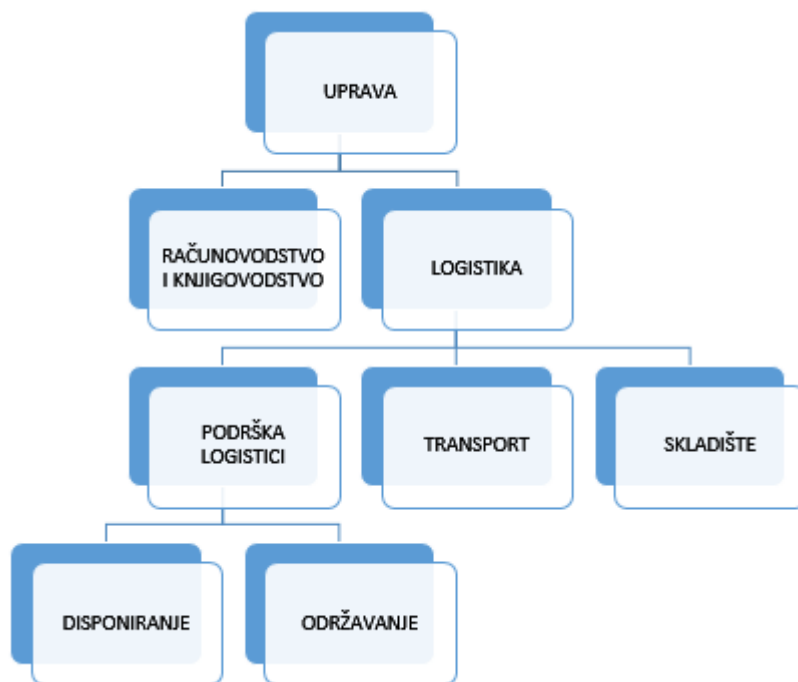 UPRAVA
RAČUNOVODSTVO
I KNJIGOVODSTVO
LOGISTIKA
PODRŠKA
LOGISTICI
TRANSPORT
SKLADIŠTE
DISPONIRANJE
ODRŽAVANJE